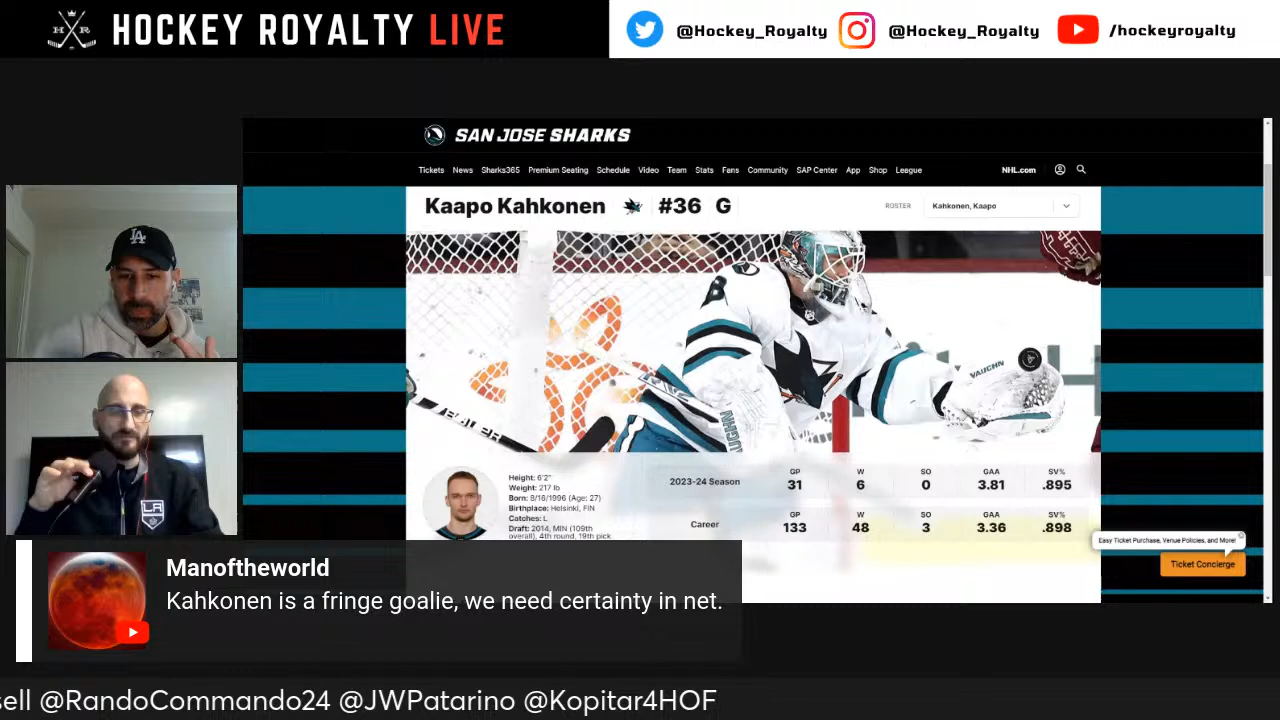 HOCKEY ROYALTY LIVE
@Hockey_Royalty @Hockey_Royalty /hockeyroyalty
SAN JOSE SHARKS
Tickets News Sharks365 Premium Seating Schedule Video Team Stats Fans Community SAP Center App Shop League NHL.com
Kaapo Kahkonen #36 G ROSTER Kahkonen, Kaapo
LA
LA
VAUGHN
VAUGHN
BAUER
Height: 6'2"
Weight: 217 lb
Born: 8/16/1996 (Age: 27)
Birthplace: Helsinki, FIN
Catches: L
Draft: 2014, MIN (109th
overall), 4th round, 19th pick
GP W SO GAA SV%
2023-24 Season 31 6 0 3.81 .895
GP W SO GAA SV%
Career 133 48 3 3.36 .898
Easy Ticket Purchase, Venue Policies, and More!
Ticket Concierge
Manoftheworld
Kahkonen is a fringe goalie, we need certainty in net.
sell @RandoCommando24 @JWPatarino @Kopitar4HOF